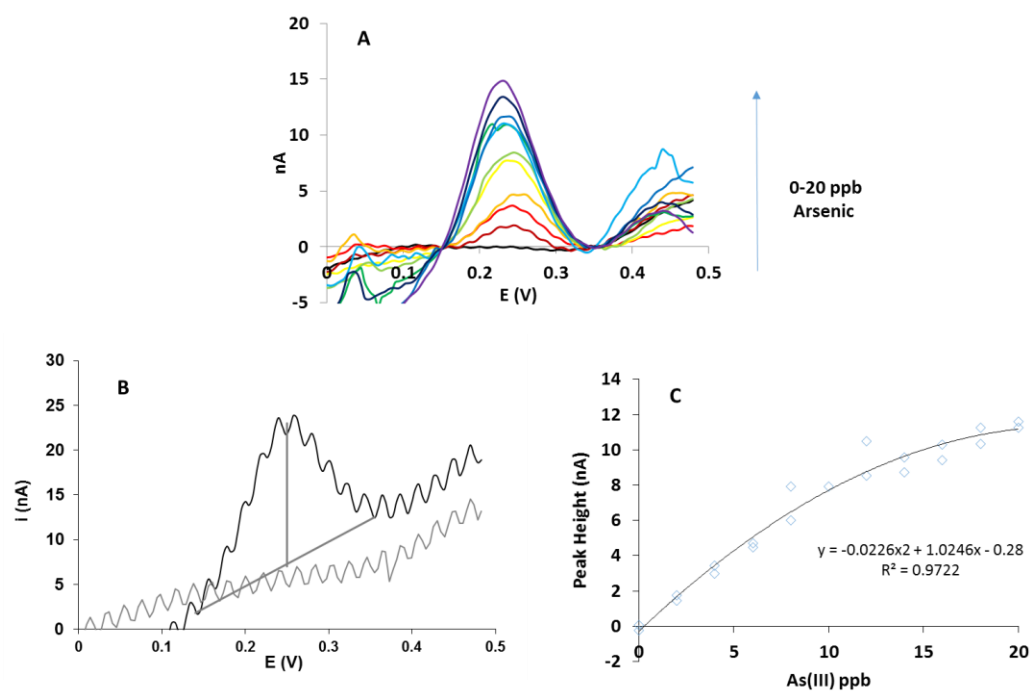 A
20
15
10
5
0
-5
nA
0
0.1
0.2
0.3
0.4
0.5
E (V)
0-20 ppb
Arsenic
B
30
25
20
15
10
5
0
i (nA)
0
0.1
0.2
0.3
0.4
0.5
E (V)
C
14
12
10
8
6
4
2
0
Peak Height (nA)
y = -0.0226x2 + 1.0246x - 0.28
R² = 0.9722
0
5
10
15
20
As(III) ppb